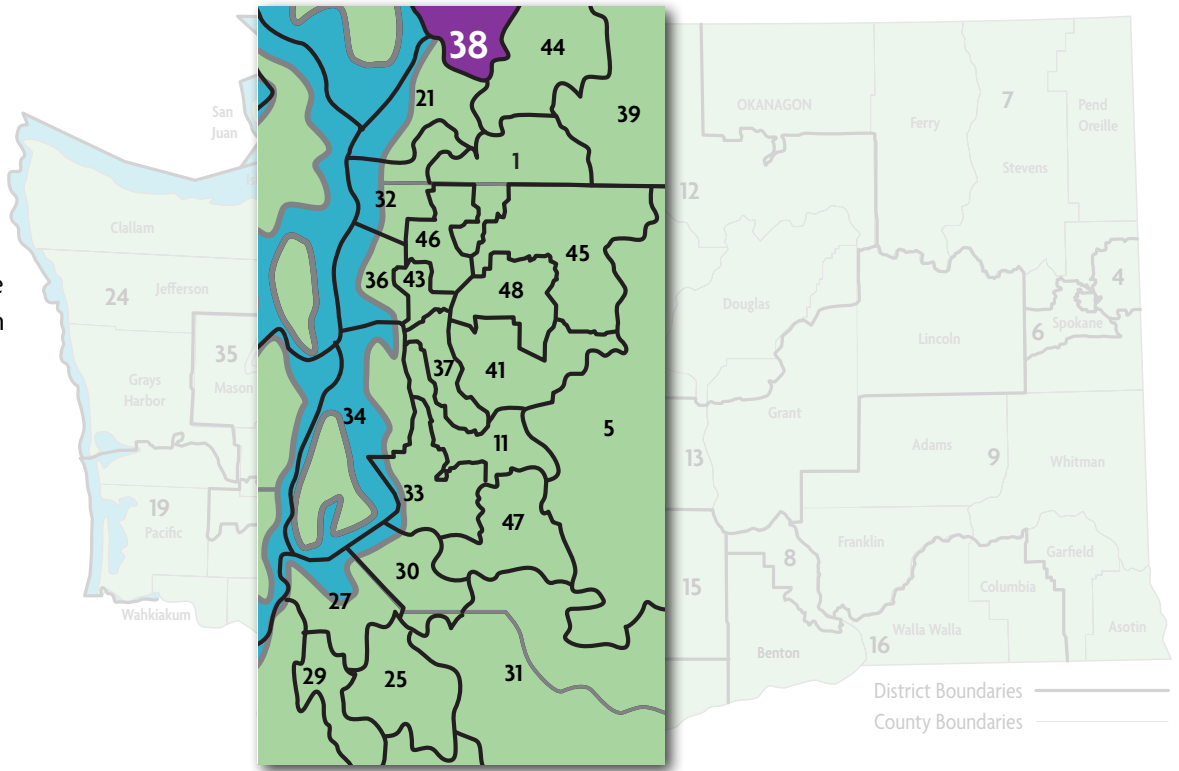 38
44
21
39
1
32
46
45
36
43
48
37
41
34
5
11
33
47
30
27
29
25
31
San
Juan
Clallam
24
Jefferson
35
Mason
Grays
Harbor
19
Pacific
Wahkiakum
e
n
OKANAGON
7
Ferry
Pend
Oreille
Stevens
12
4
Douglas
Lincoln
6
Spokane
Grant
13
Adams
9
Whitman
Franklin
8
Garfield
15
Columbia
Walla Walla
Asotin
Benton
16
District Boundaries
County Boundaries